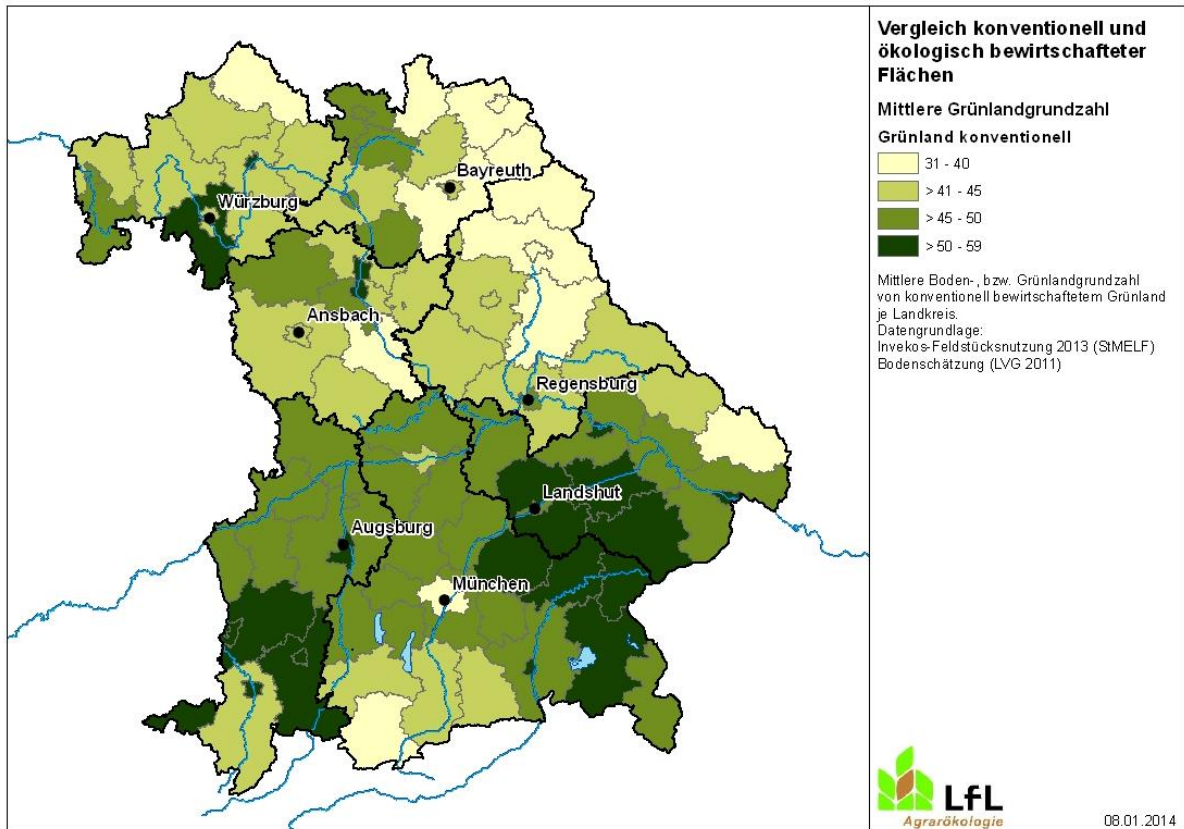 Vergleich konventionell und
ökologisch bewirtschafteter
Flächen
Mittlere Grünlandgrundzahl
Grünland konventionell
31 - 40
> 41 - 45
> 45 - 50
> 50 - 59
Mittlere Boden-, bzw. Grünlandgrundzahl
von konventionell bewirtschaftetem Grünland
je Landkreis.
Datengrundlage:
Invekos-Feldstücksnutzung 2013 (StMELF)
Bodenschätzung (LVG 2011)
Bayreuth
Würzburg
Ansbach
Regensburg
Landshut
Augsburg
München
LfL
Agrarökologie
08.01.2014